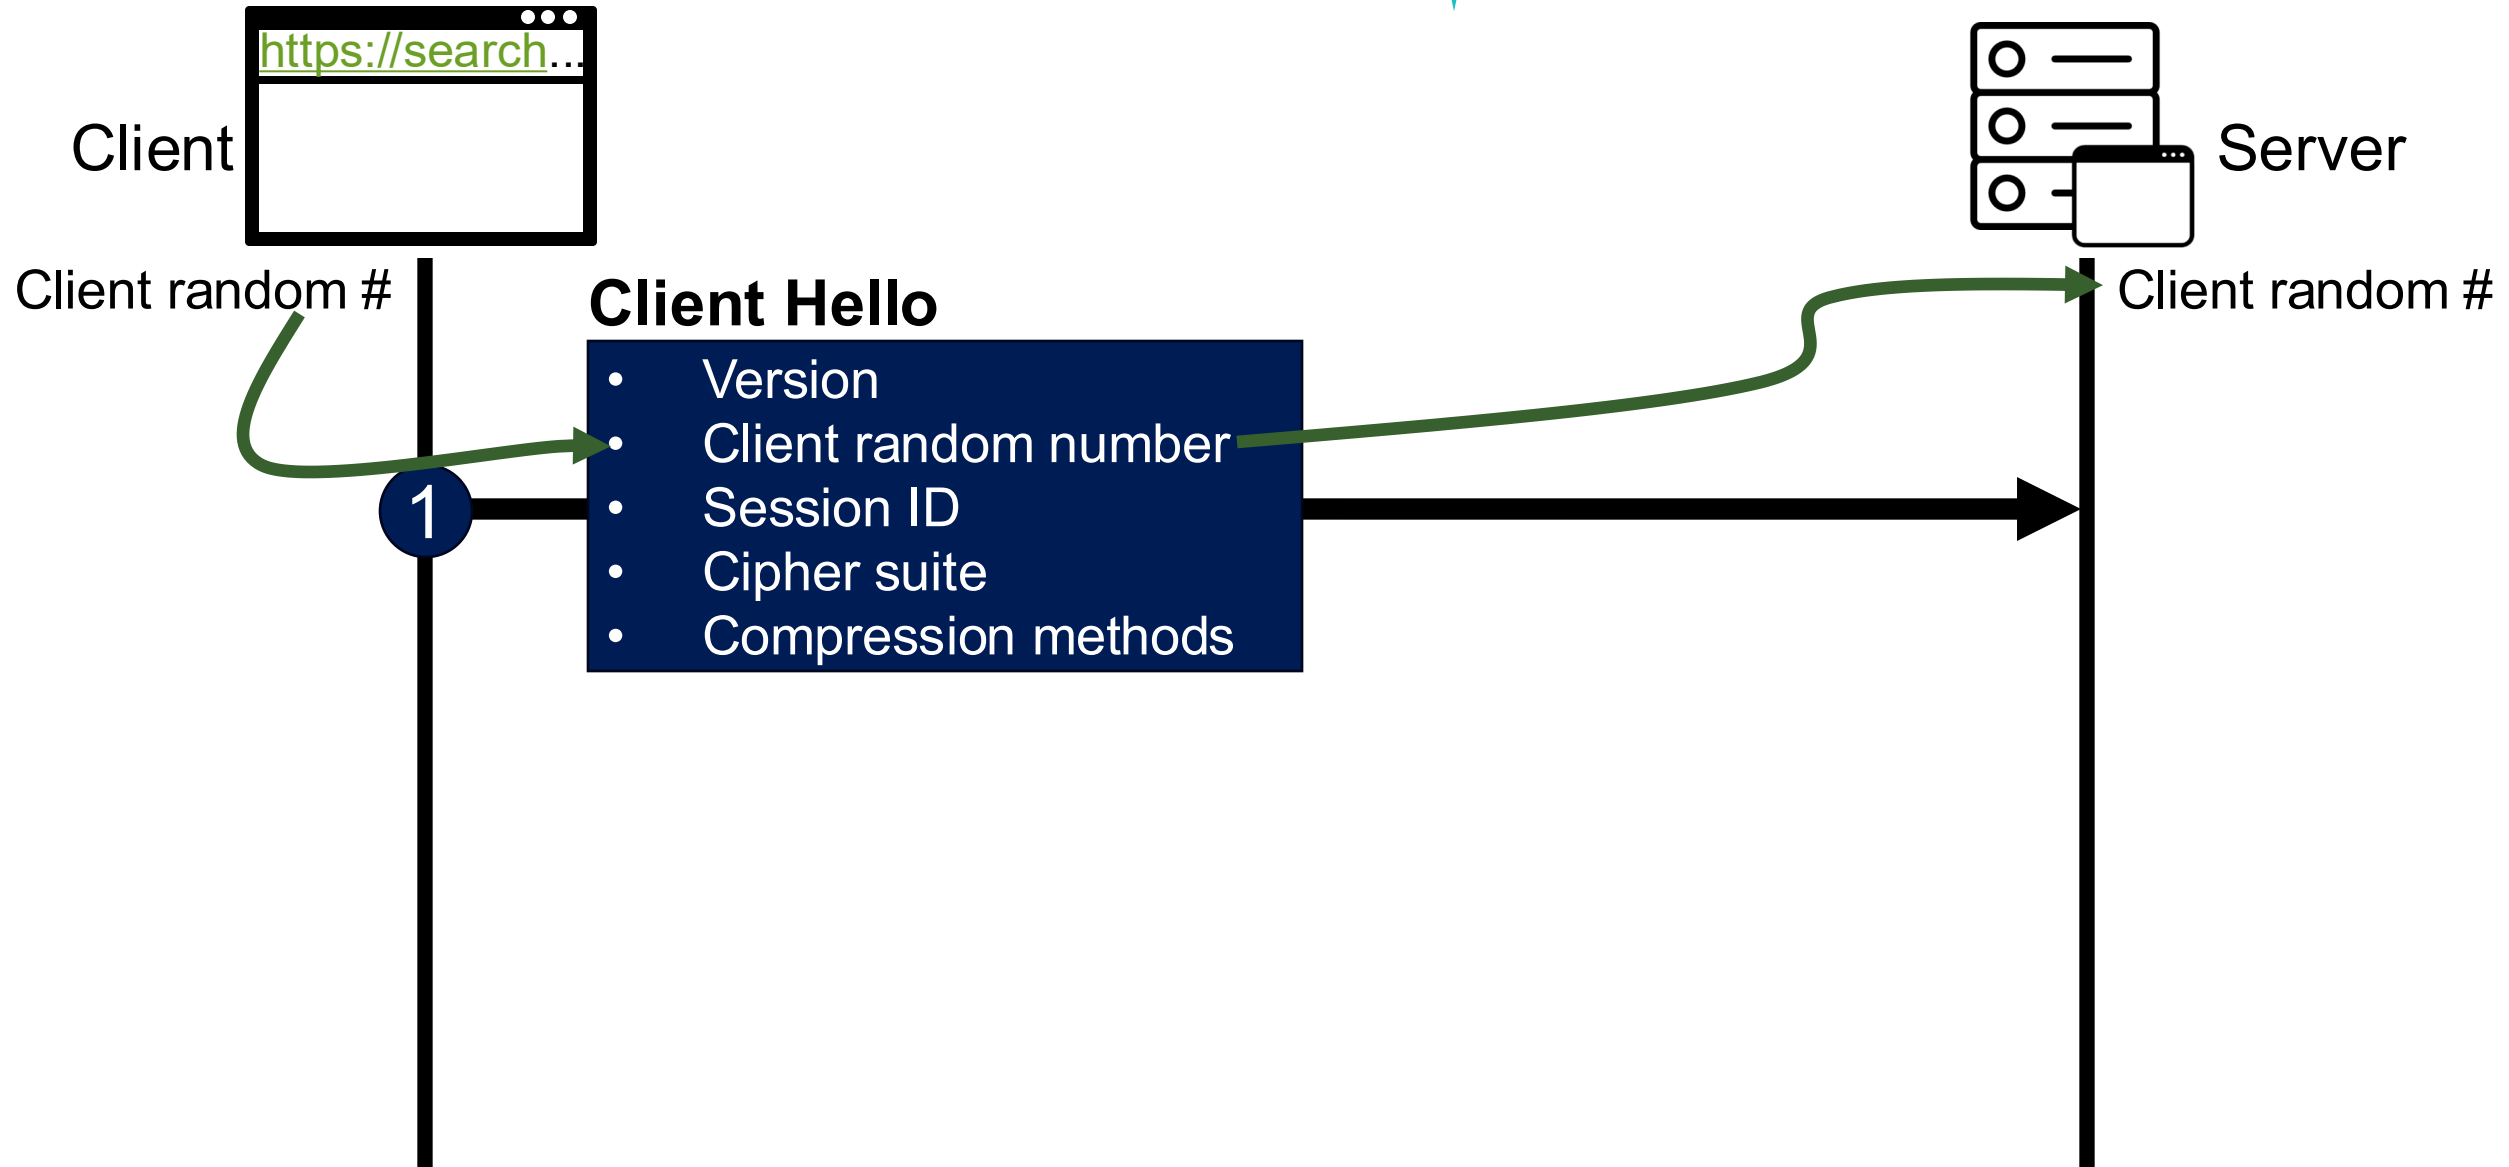 https://search...
Client
Server
Client random #
Client random #
Client Hello
• Version
• Client random number
• Session ID
• Cipher suite
• Compression methods
1